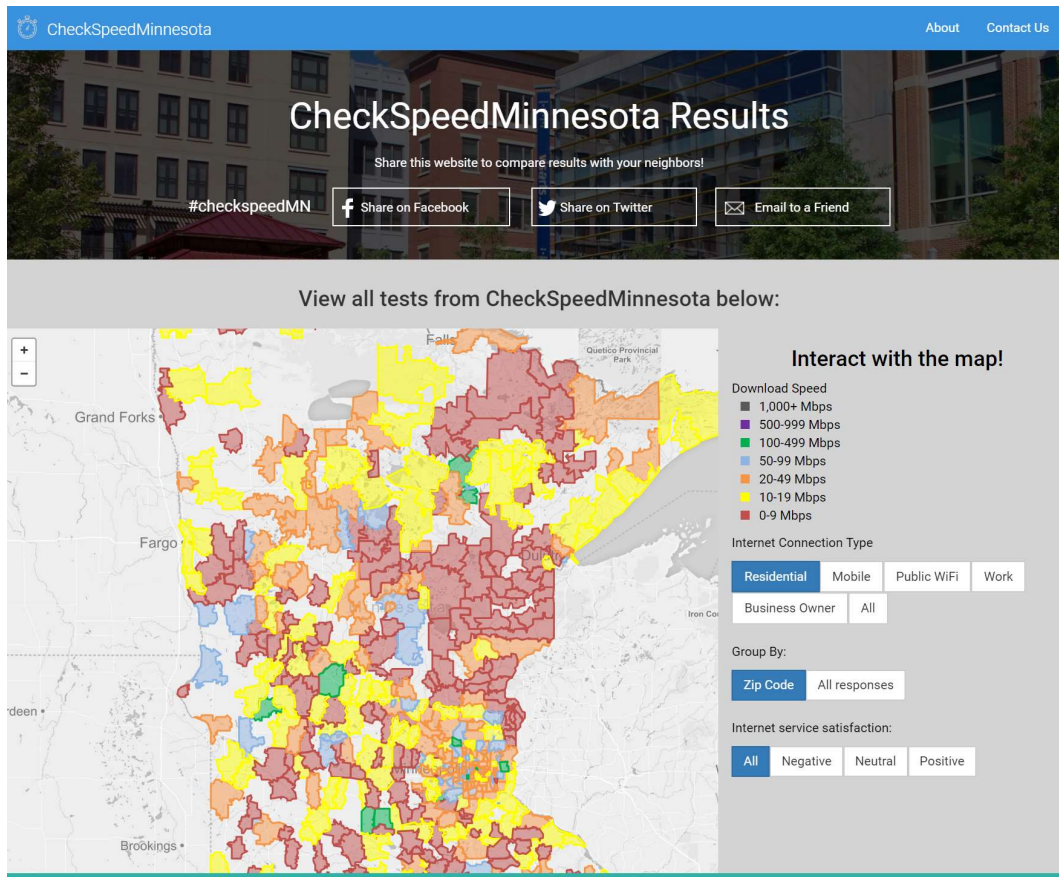 CheckSpeedMinnesota
About
Contact Us
CheckSpeedMinnesota Results
Share this website to compare results with your neighbors!
#checkspeedMN
Share on Facebook
Share on Twitter
Email to a Friend
View all tests from CheckSpeedMinnesota below:
+
−
Falls
Quetico Provincial
Park
Grand Forks
Fargo
Duluth
Brookings
Interact with the map!
Download Speed
1,000+ Mbps
500-999 Mbps
100-499 Mbps
50-99 Mbps
20-49 Mbps
10-19 Mbps
0-9 Mbps
Internet Connection Type
Residential
Mobile
Public WiFi
Work
Business Owner
All
Group By:
Zip Code
All responses
Internet service satisfaction:
All
Negative
Neutral
Positive